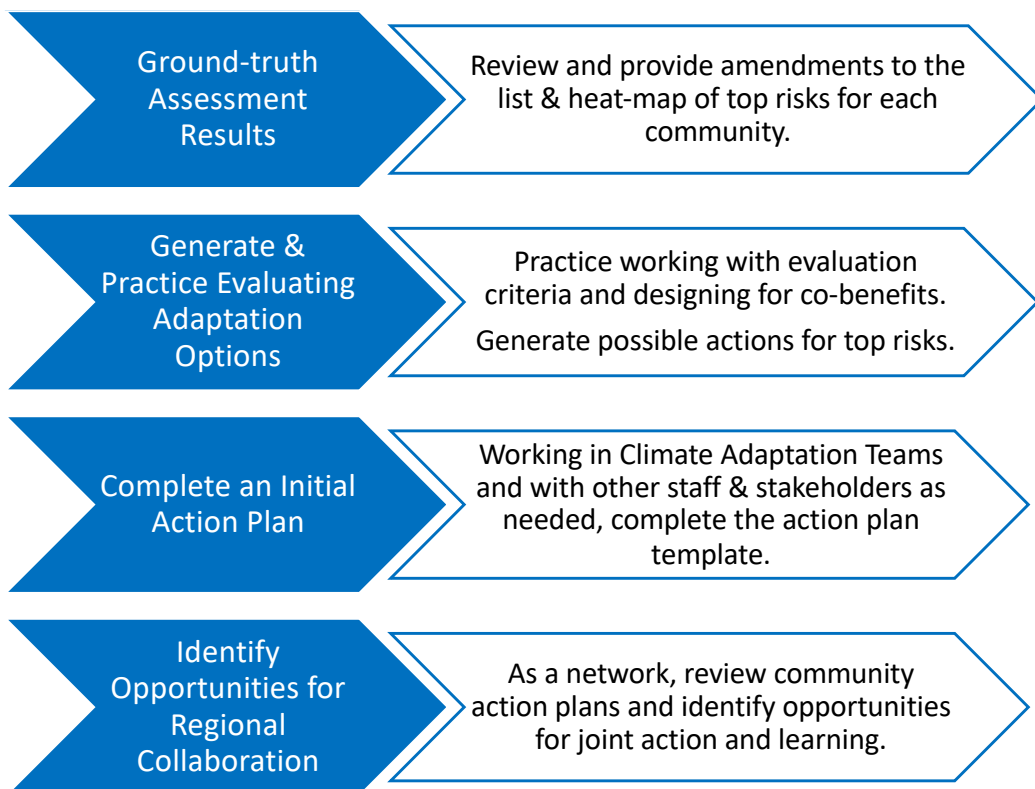 Ground-truth
Assessment
Results
Review and provide amendments to the
list & heat-map of top risks for each
community.
Generate &
Practice Evaluating
Adaptation
Options
Practice working with evaluation
criteria and designing for co-benefits.
Generate possible actions for top risks.
Complete an Initial
Action Plan
Working in Climate Adaptation Teams
and with other staff & stakeholders as
needed, complete the action plan
template.
Identify
Opportunities for
Regional
Collaboration
As a network, review community
action plans and identify opportunities
for joint action and learning.